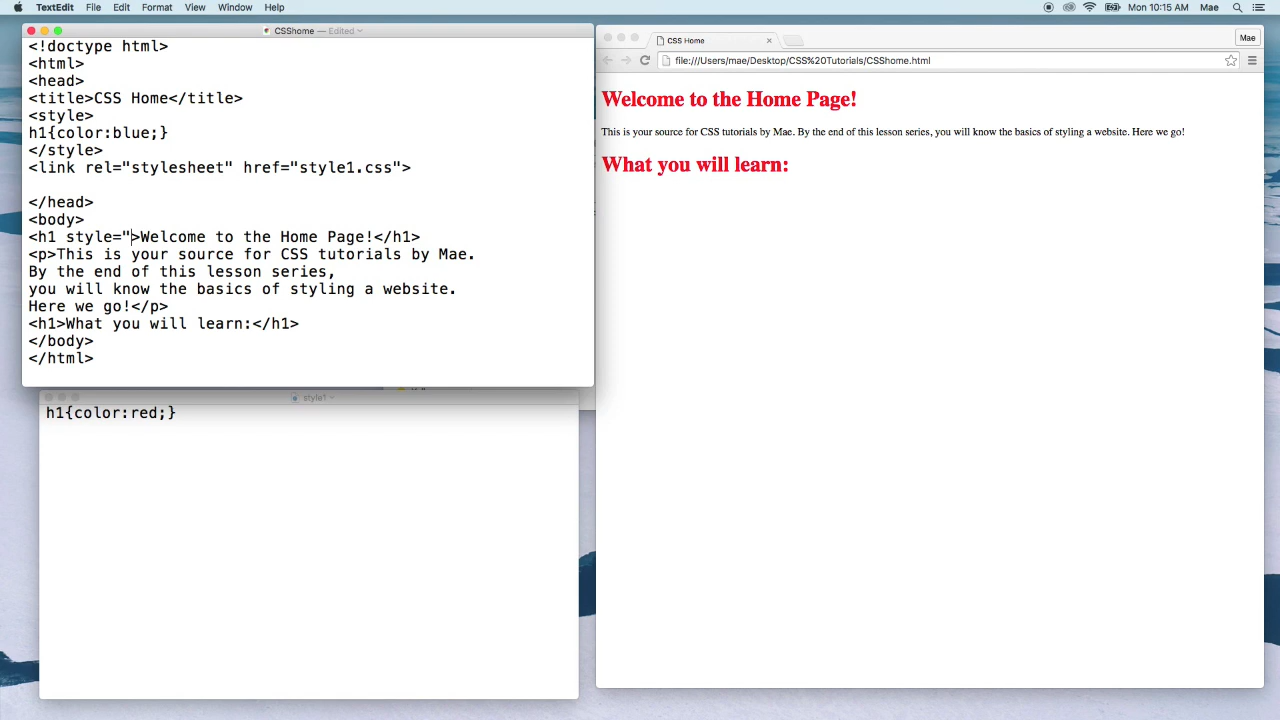 TextEdit File Edit Format View Window Help Mon 10:15 AM Mae
CSShome — Edited
<!doctype html>
<html>
<head>
<title>CSS Home</title>
<style>
h1{color:blue;}
</style>
<link rel="stylesheet" href="style1.css">
</head>
<body>
<h1 style=">Welcome to the Home Page!</h1>
<p>This is your source for CSS tutorials by Mae.
By the end of this lesson series,
you will know the basics of styling a website.
Here we go!</p>
<h1>What you will learn:</h1>
</body>
</html>
style1
h1{color:red;}
CSS Home
Mae
file:///Users/mae/Desktop/CSS%20Tutorials/CSShome.html
Welcome to the Home Page!
This is your source for CSS tutorials by Mae. By the end of this lesson series, you will know the basics of styling a website. Here we go!
What you will learn: